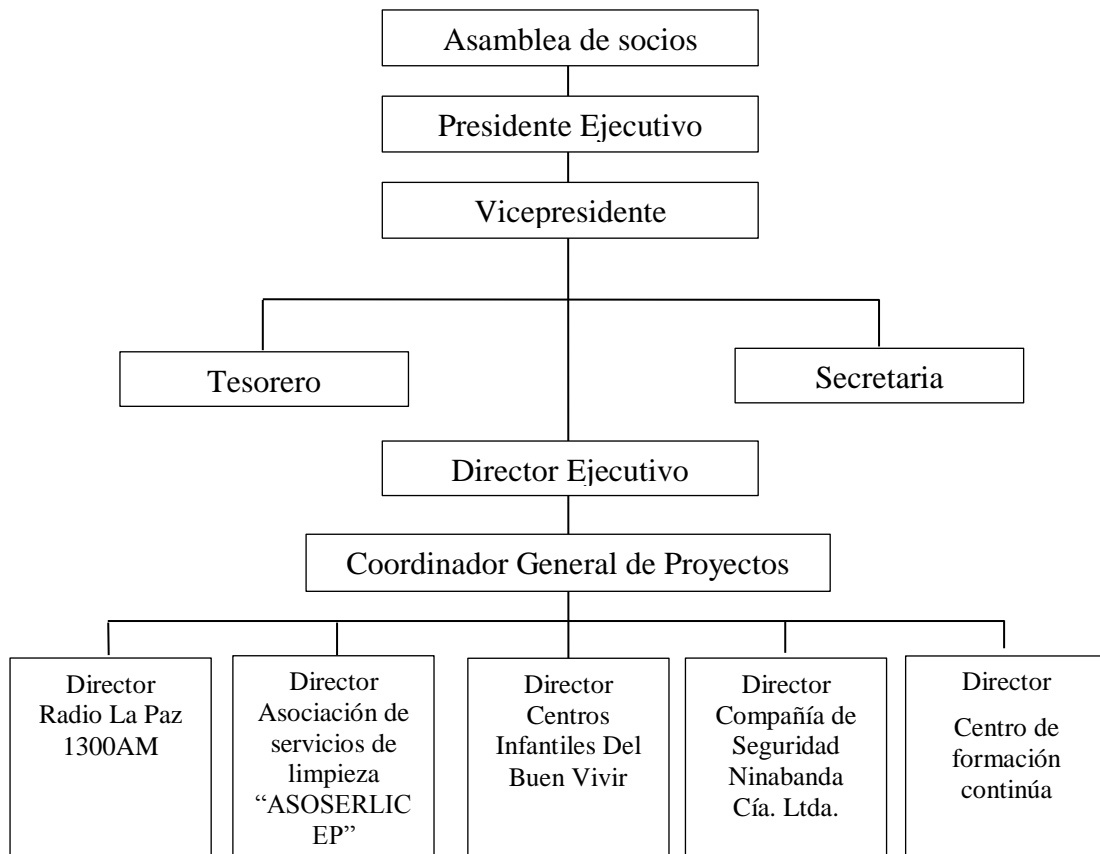 Asamblea de socios
Presidente Ejecutivo
Vicepresidente
Tesorero
Secretaria
Director Ejecutivo
Coordinador General de Proyectos
Director
Radio La Paz
1300AM
Director
Asociación de
servicios de
limpieza
“ASOSERLIC
EP”
Director
Centros
Infantiles Del
Buen Vivir
Director
Compañía de
Seguridad
Ninabanda
Cía. Ltda.
Director
Centro de
formación
continúa